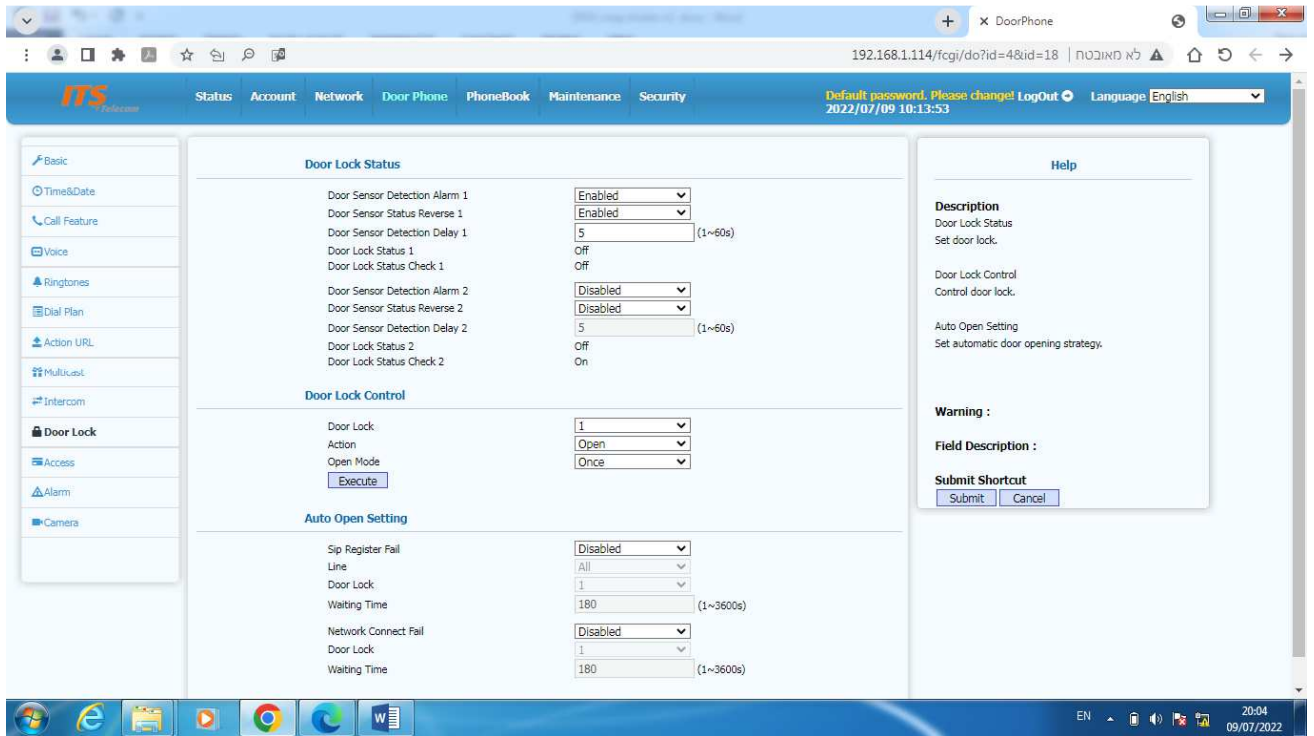 DoorPhone
192.168.1.114/fcgi/do?id=4&id=18 | לא מאובטח
ITS Telecom
Status Account Network Door Phone PhoneBook Maintenance Security
Default password. Please change! LogOut Language English
2022/07/09 10:13:53
Basic
Time&Date
Call Feature
Voice
Ringtones
Dial Plan
Action URL
Multicast
Intercom
Door Lock
Access
Alarm
Camera
Door Lock Status
Door Sensor Detection Alarm 1 Enabled
Door Sensor Status Reverse 1 Enabled
Door Sensor Detection Delay 1 5 (1~60s)
Door Lock Status 1 Off
Door Lock Status Check 1 Off
Door Sensor Detection Alarm 2 Disabled
Door Sensor Status Reverse 2 Disabled
Door Sensor Detection Delay 2 5 (1~60s)
Door Lock Status 2 Off
Door Lock Status Check 2 On
Door Lock Control
Door Lock 1
Action Open
Open Mode Once
Execute
Auto Open Setting
Sip Register Fail Disabled
Line All
Door Lock 1
Waiting Time 180 (1~3600s)
Network Connect Fail Disabled
Door Lock 1
Waiting Time 180 (1~3600s)
Help
Description
Door Lock Status
Set door lock.
Door Lock Control
Control door lock.
Auto Open Setting
Set automatic door opening strategy.
Warning :
Field Description :
Submit Shortcut
Submit Cancel
EN 20:04
09/07/2022